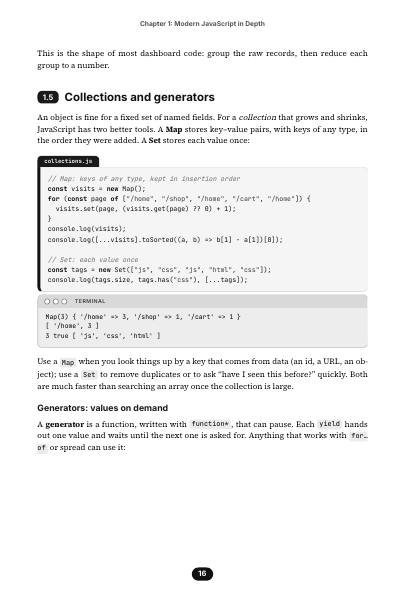 Chapter 1: Modern JavaScript in Depth
This is the shape of most dashboard code: group the raw records, then reduce each
group to a number.
1.5 Collections and generators
An object is fine for a fixed set of named fields. For a collection that grows and shrinks,
JavaScript has two better tools. A Map stores key–value pairs, with keys of any type, in
the order they were added. A Set stores each value once:
collections.js
// Map: keys of any type, kept in insertion order
const visits = new Map();
for (const page of ["/home", "/shop", "/home", "/cart", "/home"]) {
  visits.set(page, (visits.get(page) ?? 0) + 1);
}
console.log(visits);
console.log([...visits].toSorted((a, b) => b[1] - a[1])[0]);
// Set: each value once
const tags = new Set(["js", "css", "js", "html", "css"]);
console.log(tags.size, tags.has("css"), [...tags]);
TERMINAL
Map(3) { '/home' => 3, '/shop' => 1, '/cart' => 1 }
[ '/home', 3 ]
3 true [ 'js', 'css', 'html' ]
Use a Map when you look things up by a key that comes from data (an id, a URL, an ob-
ject); use a Set to remove duplicates or to ask “have I seen this before?” quickly. Both
are much faster than searching an array once the collection is large.
Generators: values on demand
A generator is a function, written with function*, that can pause. Each yield hands
out one value and waits until the next one is asked for. Anything that works with for…
of or spread can use it:
16